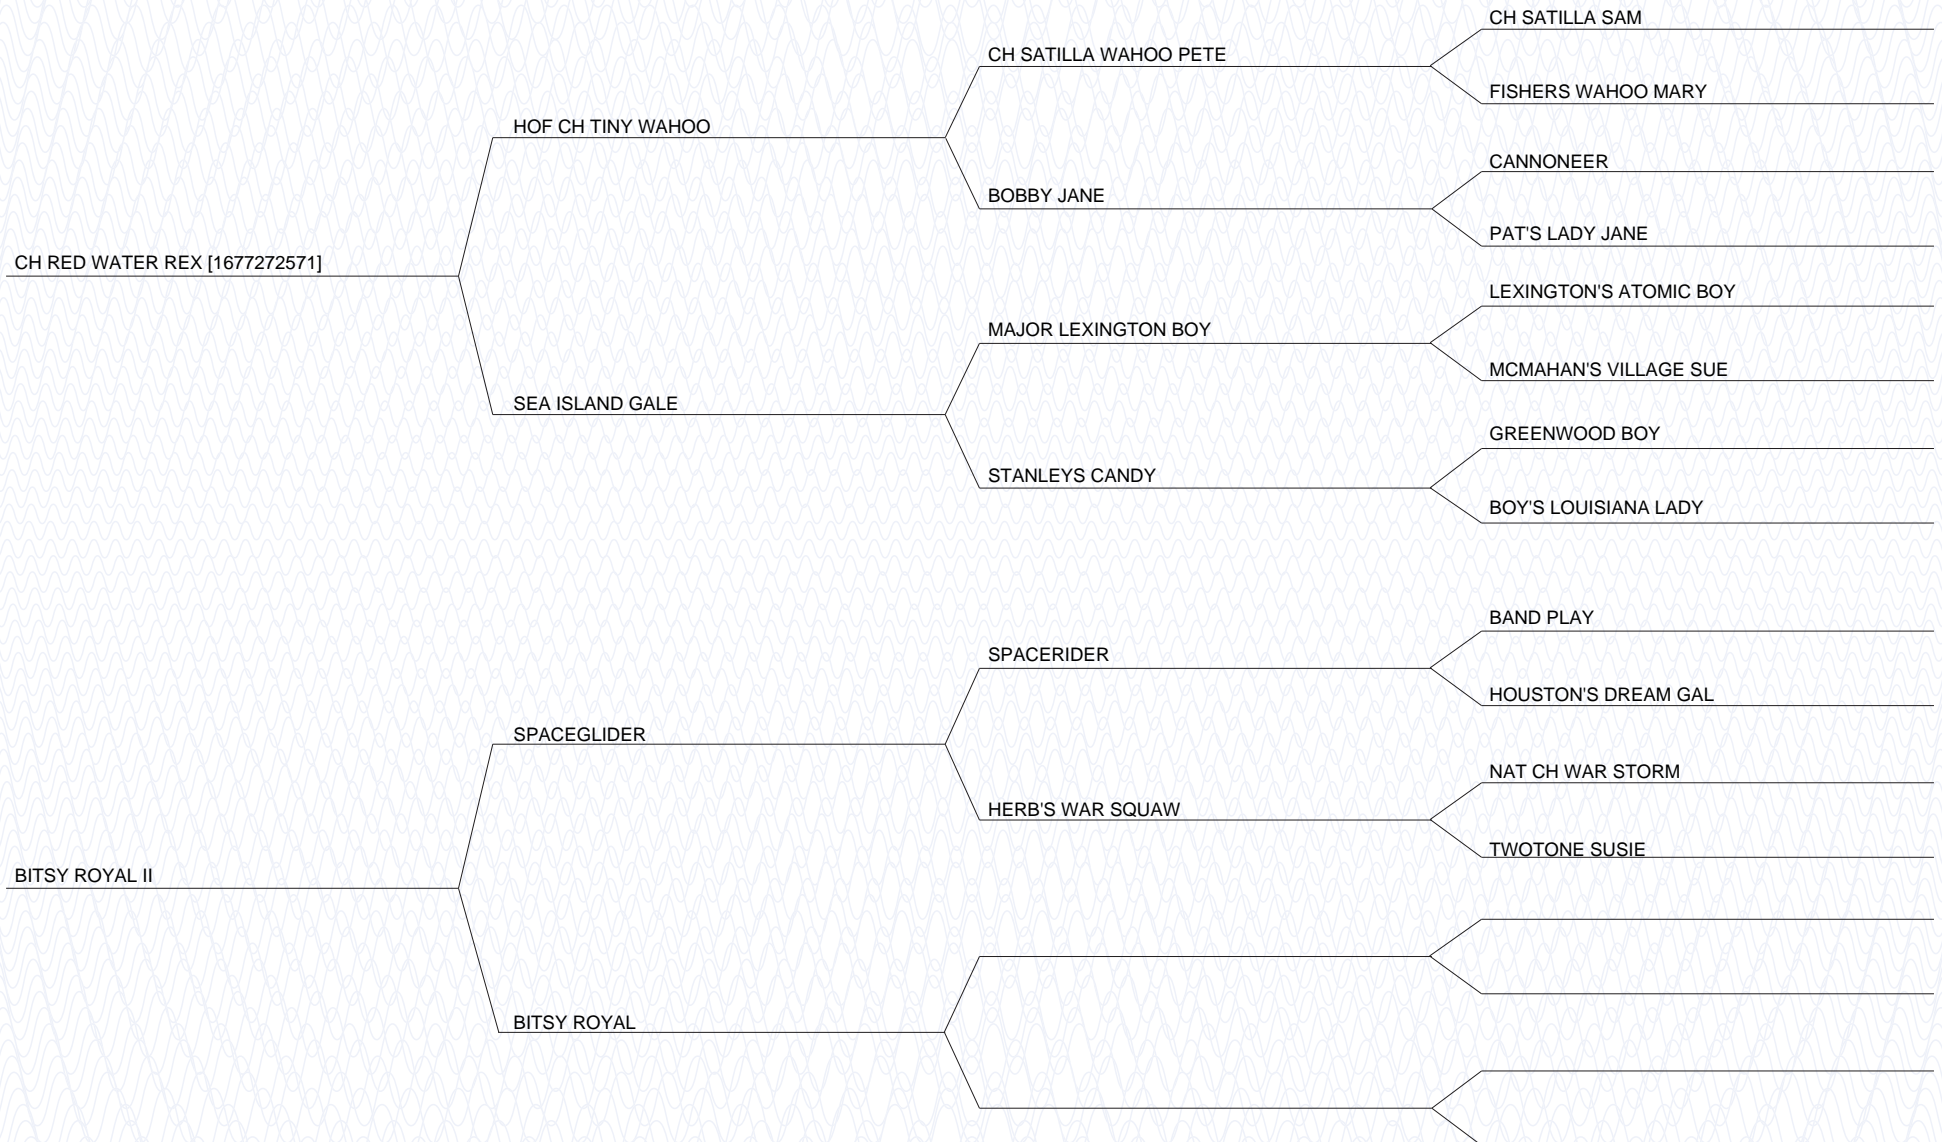 CH SATILLA SAM
CH SATILLA WAHOO PETE
FISHERS WAHOO MARY
HOF CH TINY WAHOO
CANNONEER
BOBBY JANE
PAT'S LADY JANE
CH RED WATER REX [1677272571]
LEXINGTON'S ATOMIC BOY
MAJOR LEXINGTON BOY
MCMAHAN'S VILLAGE SUE
SEA ISLAND GALE
GREENWOOD BOY
STANLEYS CANDY
BOY'S LOUISIANA LADY
BAND PLAY
SPACERIDER
HOUSTON'S DREAM GAL
SPACEGLIDER
NAT CH WAR STORM
HERB'S WAR SQUAW
TWOTONE SUSIE
BITSY ROYAL II
BITSY ROYAL